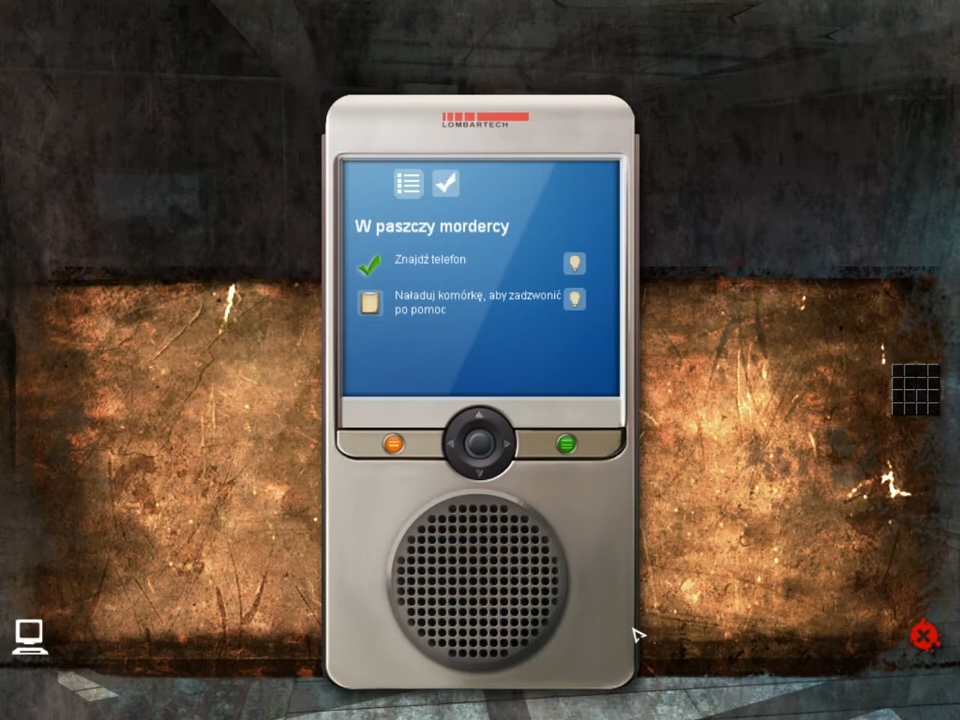 LOMBARTECH
W paszczy mordercy
Znajdź telefon
Naładuj komórkę, aby zadzwonić
po pomoc